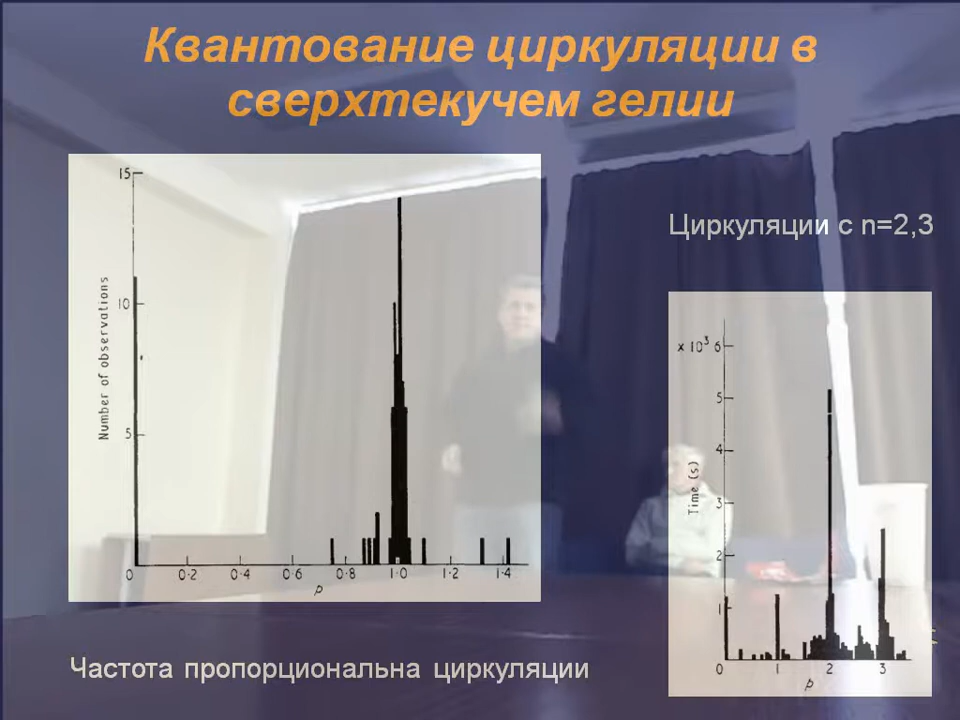 Квантование циркуляции в
сверхтекучем гелии
Циркуляции с n=2,3
15
10
5
Number of observations
0 0·2 0·4 0·6 0·8 1·0 1·2 1·4
p
× 10³ 6
5
4
3
2
1
Time (s)
0 1 2 3
p
Частота пропорциональна циркуляции